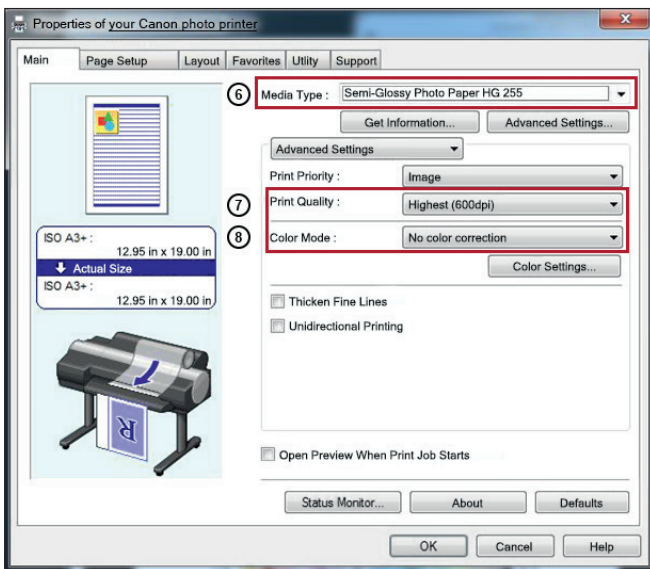 Properties of your Canon photo printer
Main Page Setup Layout Favorites Utlity Support
6 Media Type : Semi-Glossy Photo Paper HG 255
Get Information... Advanced Settings...
Advanced Settings
Print Priority : Image
7 Print Quality : Highest (600dpi)
8 Color Mode : No color correction
Color Settings...
ISO A3+ :
12.95 in x 19.00 in
Actual Size
ISO A3+ :
12.95 in x 19.00 in
Thicken Fine Lines
Unidirectional Printing
R
Open Preview When Print Job Starts
Status Monitor... About Defaults
OK Cancel Help